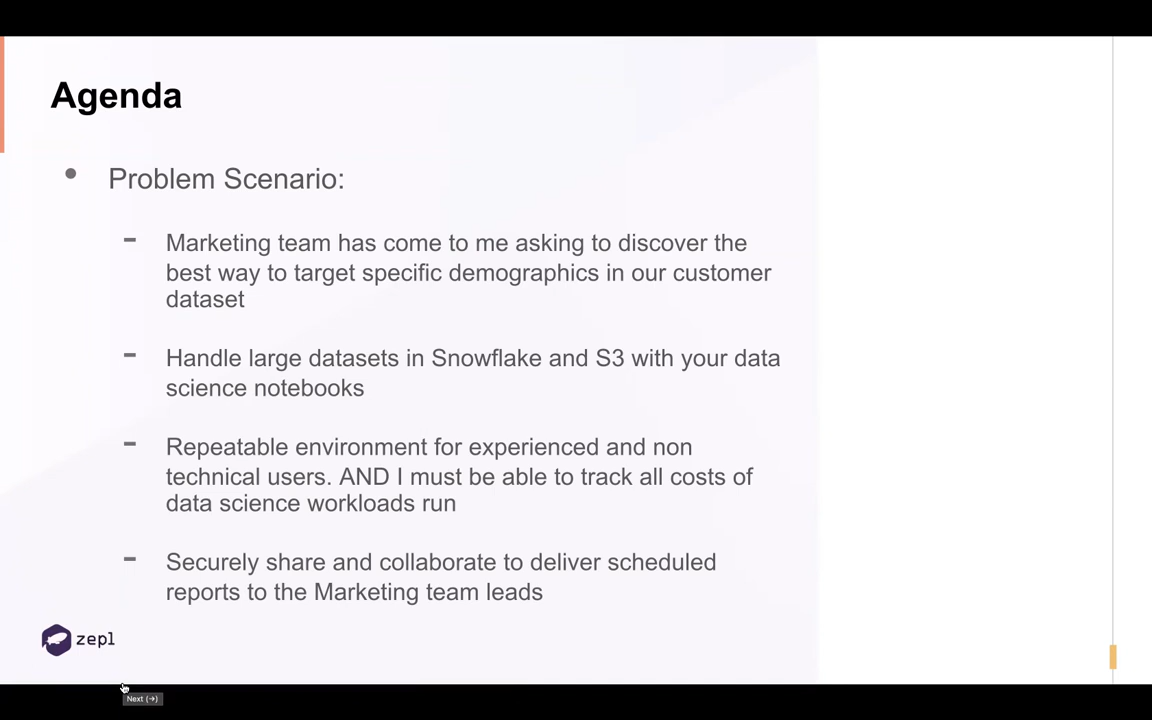 Agenda
• Problem Scenario:
- Marketing team has come to me asking to discover the
best way to target specific demographics in our customer
dataset
- Handle large datasets in Snowflake and S3 with your data
science notebooks
- Repeatable environment for experienced and non
technical users. AND I must be able to track all costs of
data science workloads run
- Securely share and collaborate to deliver scheduled
reports to the Marketing team leads
zepl
Next (→)